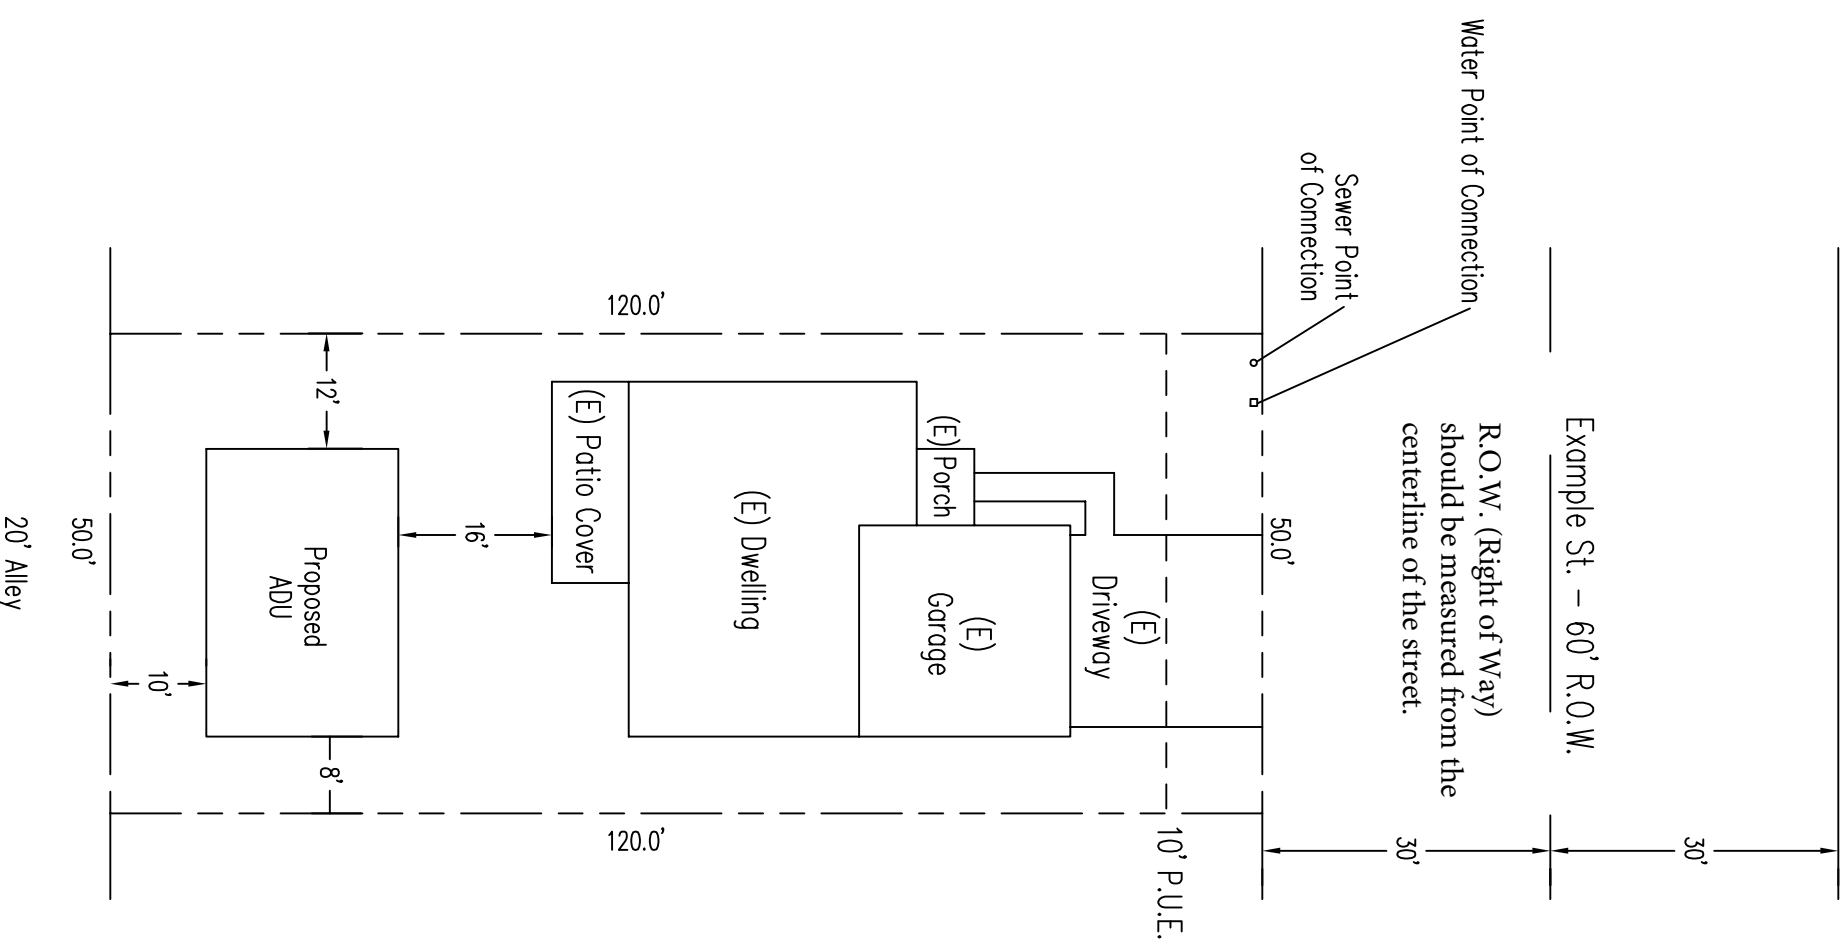 Example St. – 60' R.O.W.
R.O.W. (Right of Way)
should be measured from the
centerline of the street.
30'
30'
Water Point of Connection
Sewer Point
of Connection
50.0'
10' P.U.E.
(E)
Driveway
(E) Porch
(E)
Garage
(E) Dwelling
(E) Patio Cover
120.0'
120.0'
16'
12'
Proposed
ADU
8'
10'
50.0'
20' Alley